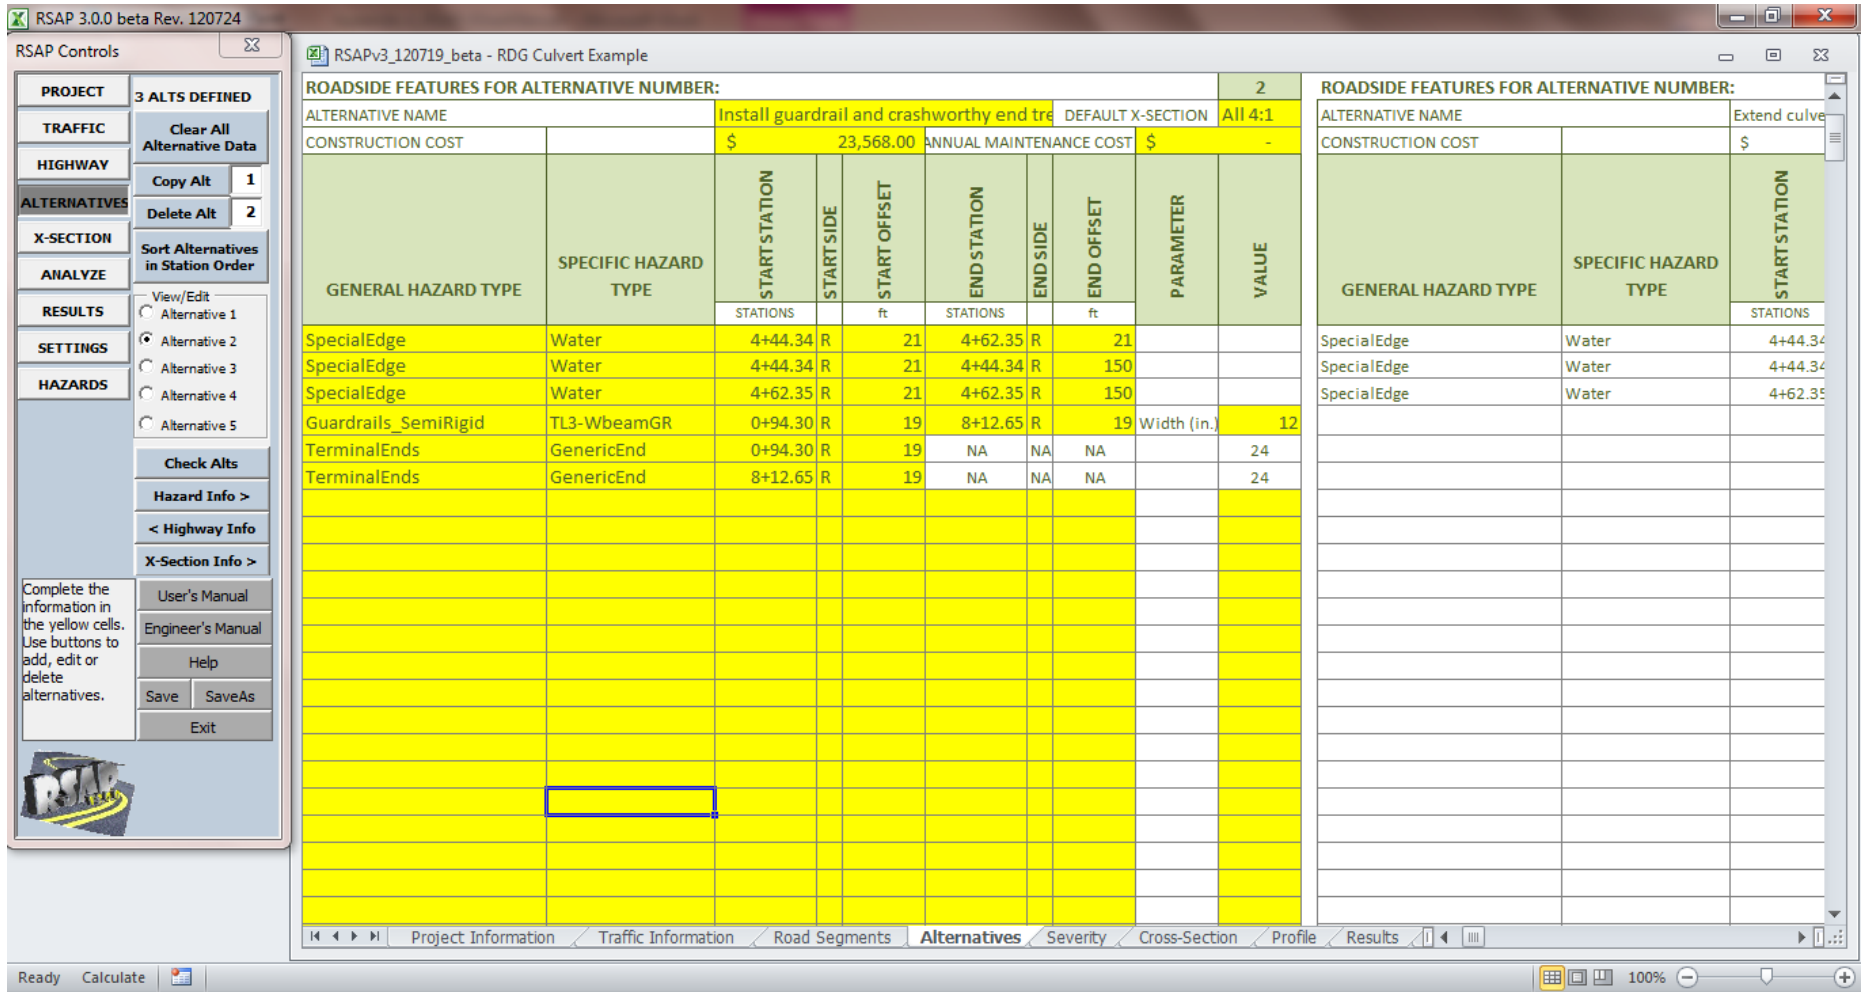 RSAP 3.0.0 beta Rev. 120724
RSAP Controls
PROJECT
TRAFFIC
HIGHWAY
ALTERNATIVES
X-SECTION
ANALYZE
RESULTS
SETTINGS
HAZARDS
3 ALTS DEFINED
Clear All
Alternative Data
Copy Alt 1
Delete Alt 2
Sort Alternatives
in Station Order
View/Edit
Alternative 1
Alternative 2
Alternative 3
Alternative 4
Alternative 5
Check Alts
Hazard Info >
< Highway Info
X-Section Info >
Complete the
information in
the yellow cells.
Use buttons to
add, edit or
delete
alternatives.
User's Manual
Engineer's Manual
Help
Save SaveAs
Exit
RSAP
RSAPv3_120719_beta - RDG Culvert Example
ROADSIDE FEATURES FOR ALTERNATIVE NUMBER: 2
ALTERNATIVE NAME Install guardrail and crashworthy end tre DEFAULT X-SECTION All 4:1
CONSTRUCTION COST $ 23,568.00 ANNUAL MAINTENANCE COST $ -
GENERAL HAZARD TYPE SPECIFIC HAZARD TYPE START STATION START SIDE START OFFSET END STATION END SIDE END OFFSET PARAMETER VALUE
STATIONS ft STATIONS ft
SpecialEdge Water 4+44.34 R 21 4+62.35 R 21
SpecialEdge Water 4+44.34 R 21 4+44.34 R 150
SpecialEdge Water 4+62.35 R 21 4+62.35 R 150
Guardrails_SemiRigid TL3-WbeamGR 0+94.30 R 19 8+12.65 R 19 Width (in.) 12
TerminalEnds GenericEnd 0+94.30 R 19 NA NA NA 24
TerminalEnds GenericEnd 8+12.65 R 19 NA NA NA 24
ROADSIDE FEATURES FOR ALTERNATIVE NUMBER:
ALTERNATIVE NAME Extend culve
CONSTRUCTION COST $
GENERAL HAZARD TYPE SPECIFIC HAZARD TYPE START STATION
STATIONS
SpecialEdge Water 4+44.34
SpecialEdge Water 4+44.34
SpecialEdge Water 4+62.35
Project Information Traffic Information Road Segments Alternatives Severity Cross-Section Profile Results
Ready Calculate 100%